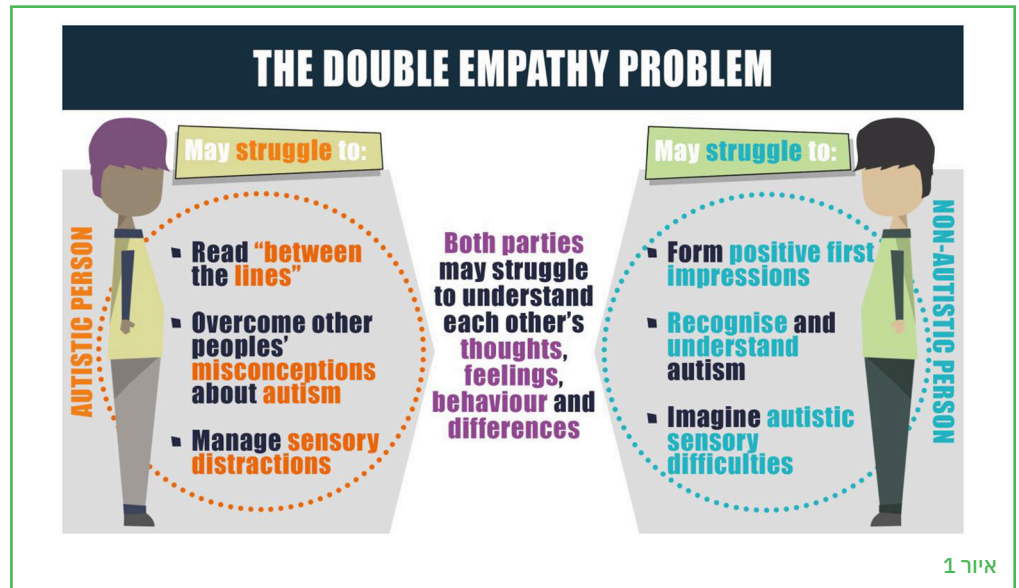 THE DOUBLE EMPATHY PROBLEM
May struggle to:
AUTISTIC PERSON
▪ Read “between
the lines”
▪ Overcome other
peoples’
misconceptions
about autism
▪ Manage sensory
distractions
Both parties
may struggle
to understand
each other’s
thoughts,
feelings,
behaviour and
differences
May struggle to:
▪ Form positive first
impressions
▪ Recognise and
understand
autism
▪ Imagine autistic
sensory
difficulties
NON-AUTISTIC PERSON
איור 1